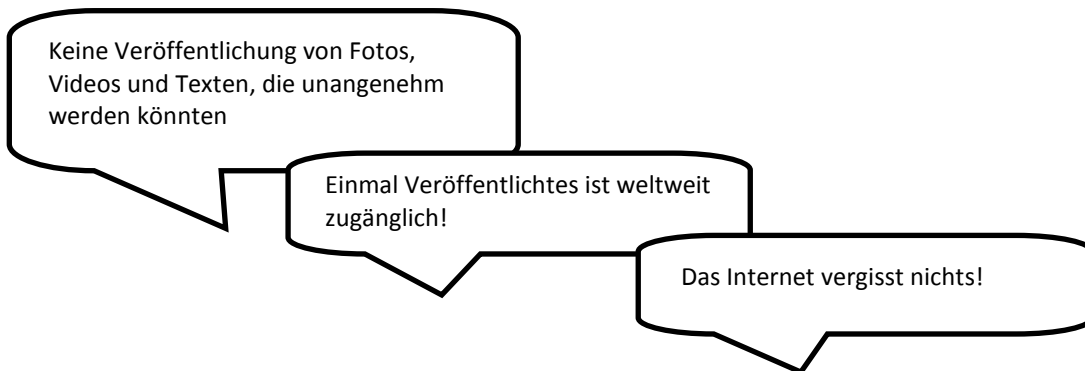 Keine Veröffentlichung von Fotos,
Videos und Texten, die unangenehm
werden könnten
Einmal Veröffentlichtes ist weltweit
zugänglich!
Das Internet vergisst nichts!